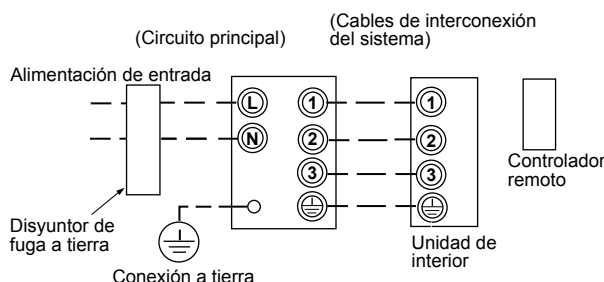 (Circuito principal)
(Cables de interconexión
del sistema)
Alimentación de entrada
L
N
1
2
3
1
2
3
Controlador
remoto
Disyuntor de
fuga a tierra
Conexión a tierra
Unidad de
interior